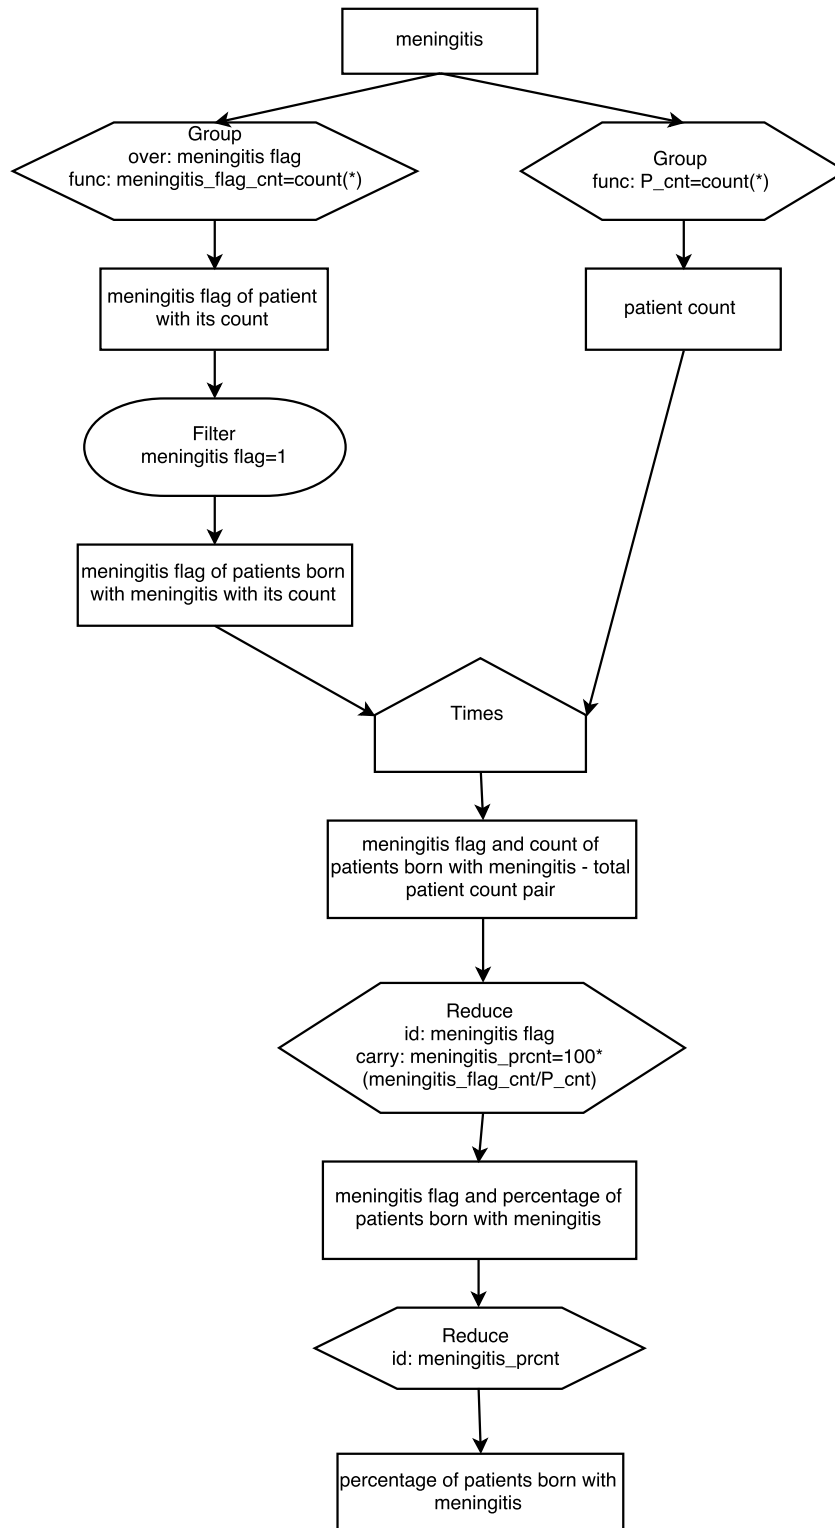 meningitis
Group
over: meningitis flag
func: meningitis_flag_cnt=count(*)
Group
func: P_cnt=count(*)
meningitis flag of patient
with its count
patient count
Filter
meningitis flag=1
meningitis flag of patients born
with meningitis with its count
Times
meningitis flag and count of
patients born with meningitis - total
patient count pair
Reduce
id: meningitis flag
carry: meningitis_prcnt=100*
(meningitis_flag_cnt/P_cnt)
meningitis flag and percentage of
patients born with meningitis
Reduce
id: meningitis_prcnt
percentage of patients born with
meningitis